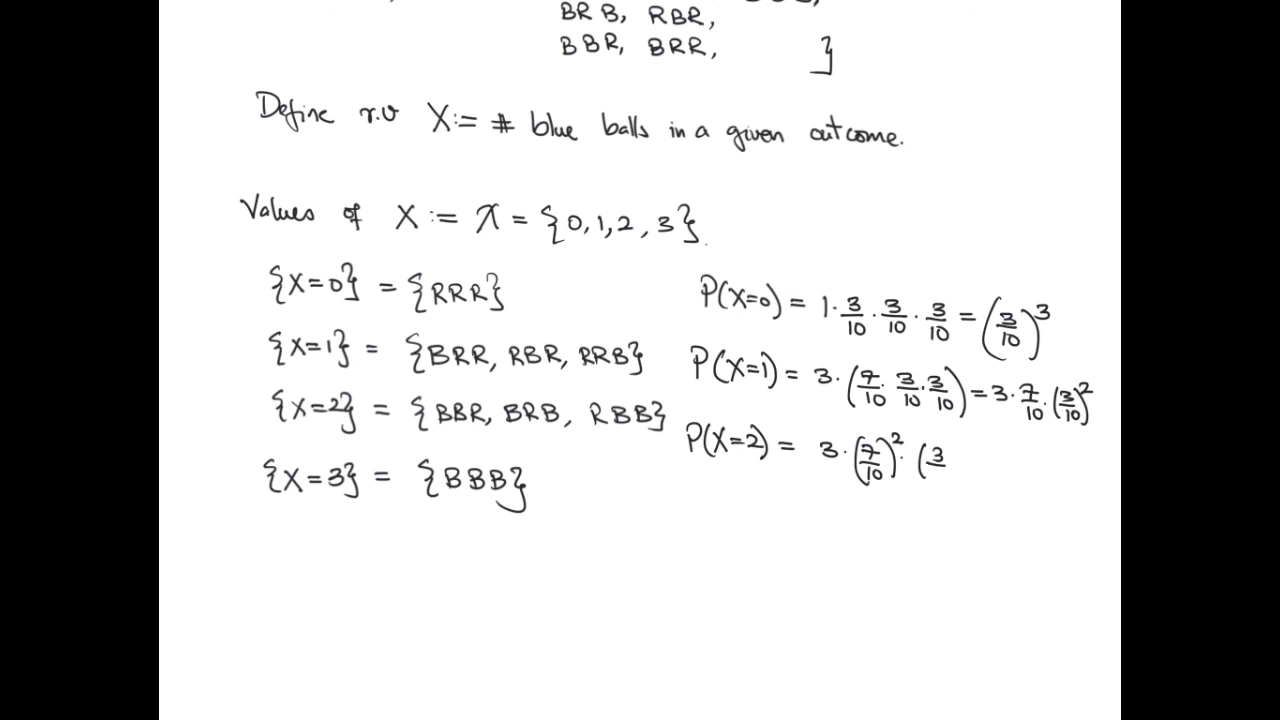 BRB, RBR,
BBR, BRR, }
Define r.v X:= # blue balls in a given outcome.
Values of X := 𝒳 = {0,1,2,3}.
{X=0} = {RRR}
P(X=0) = 1·3/10·3/10·3/10 = (3/10)^3
{X=1} = {BRR, RBR, RRB}
P(X=1) = 3·(7/10·3/10·3/10) = 3·7/10·(3/10)^2
{X=2} = {BBR, BRB, RBB}
P(X=2) = 3·(7/10)^2·(3
{X=3} = {BBB}